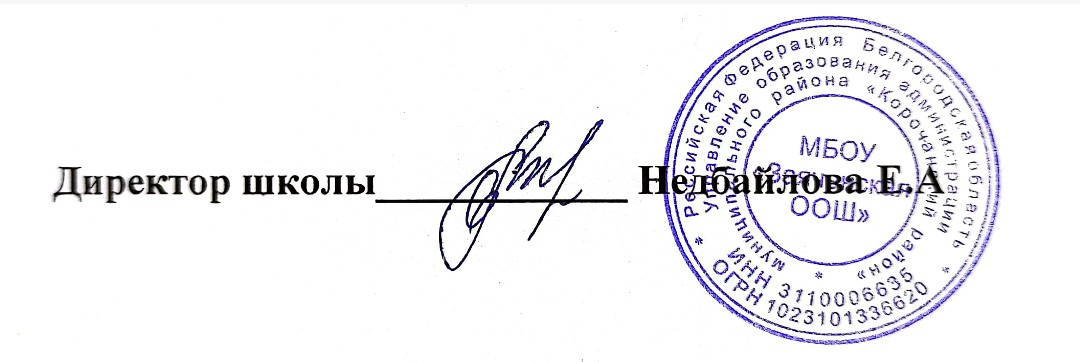 Директор школы____________ Недбайлова Е.А
* Российская Федерация Белгородская область *
Управление образования администрации
муниципального района «Корочанский район» *
ИНН 3110006635
ОГРН 1023101336620
МБОУ
ООШ»